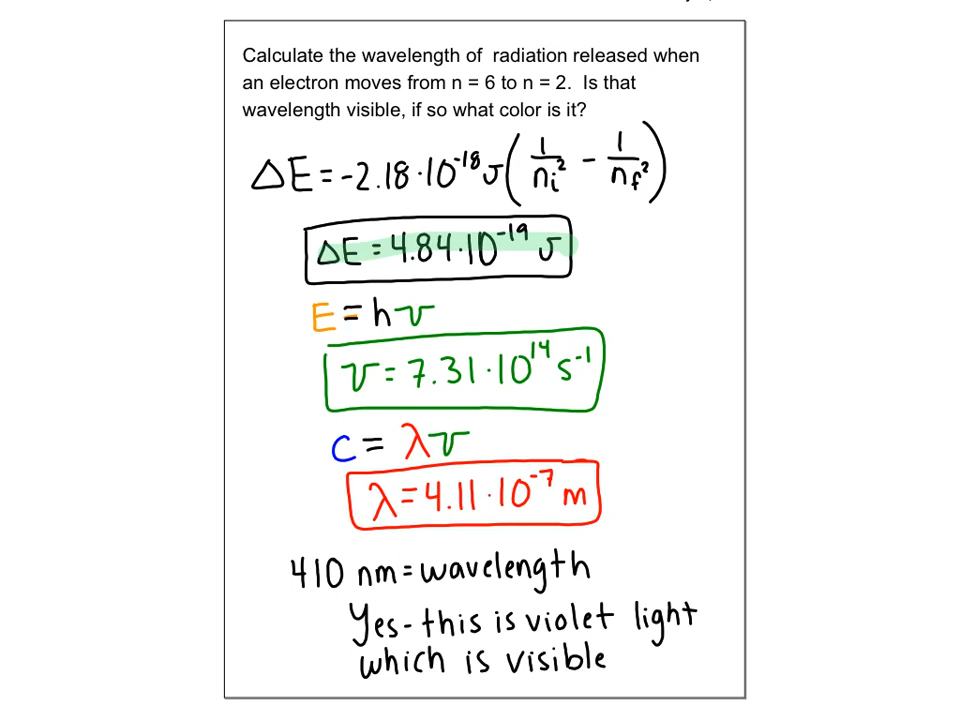 Calculate the wavelength of radiation released when
an electron moves from n = 6 to n = 2. Is that
wavelength visible, if so what color is it?
ΔE = -2.18·10⁻¹⁸ J (1/nᵢ² - 1/n_f²)
ΔE = 4.84·10⁻¹⁹ J
E = hν
ν = 7.31·10¹⁴ s⁻¹
C = λν
λ = 4.11·10⁻⁷ m
410 nm = wavelength
Yes - this is violet light
which is visible